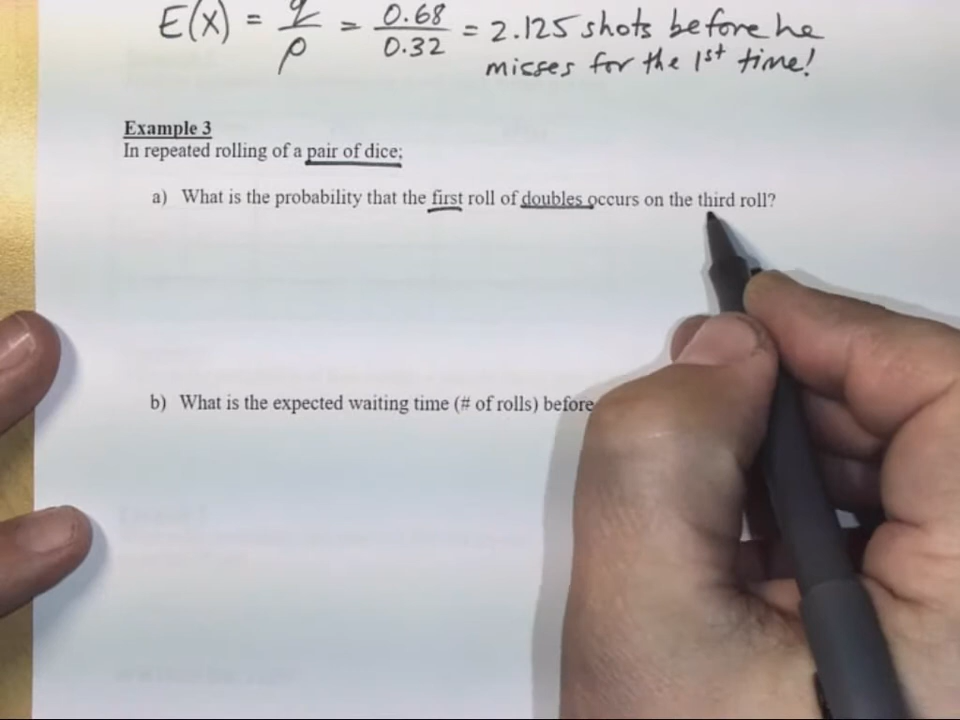 E(X) = q/p = 0.68/0.32 = 2.125 shots before he
misses for the 1st time!
Example 3
In repeated rolling of a pair of dice;
a) What is the probability that the first roll of doubles occurs on the third roll?
b) What is the expected waiting time (# of rolls) before